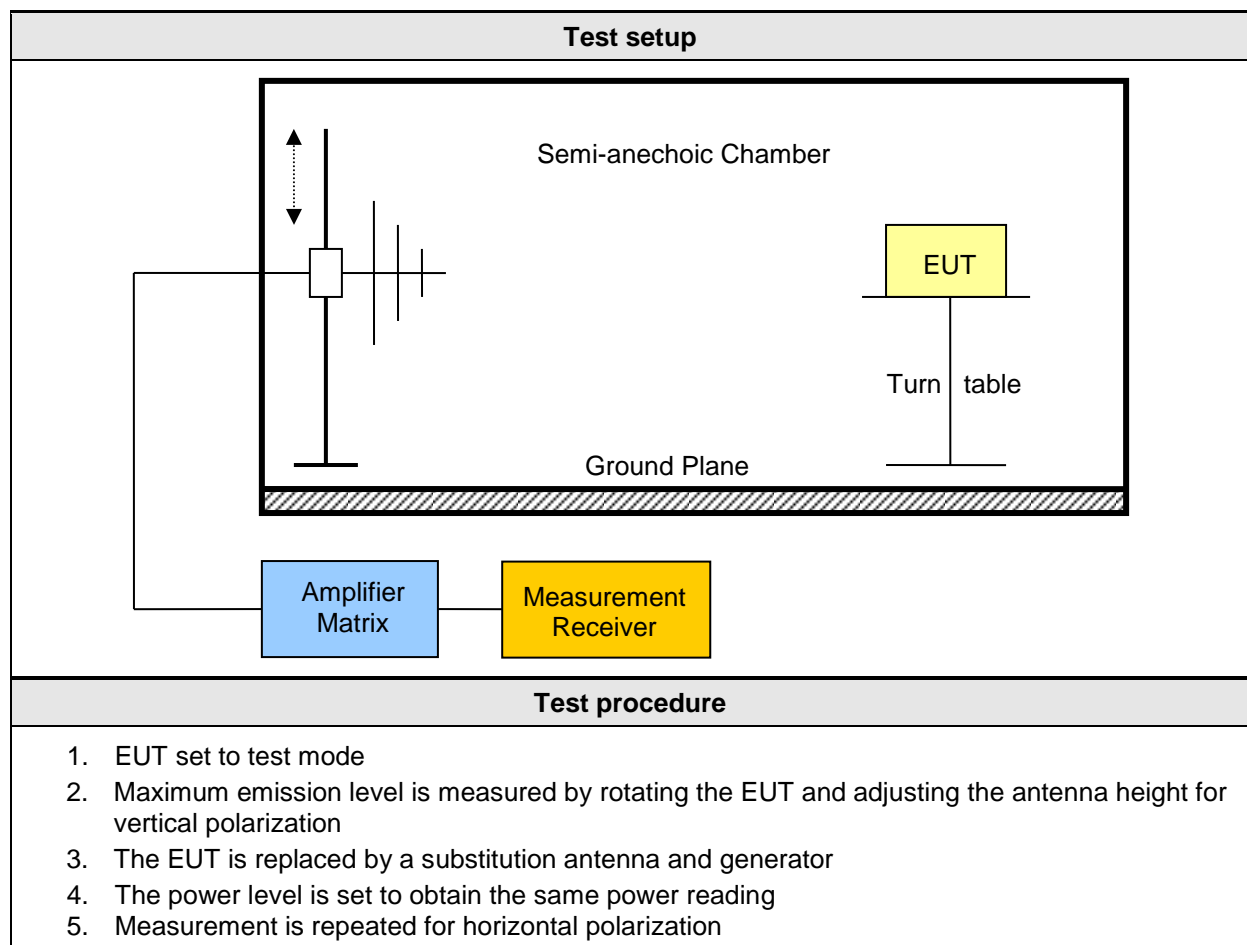 Test setup
Semi-anechoic Chamber
EUT
Turn table
Ground Plane
Amplifier
Matrix
Measurement
Receiver
Test procedure
1. EUT set to test mode
2. Maximum emission level is measured by rotating the EUT and adjusting the antenna height for
vertical polarization
3. The EUT is replaced by a substitution antenna and generator
4. The power level is set to obtain the same power reading
5. Measurement is repeated for horizontal polarization